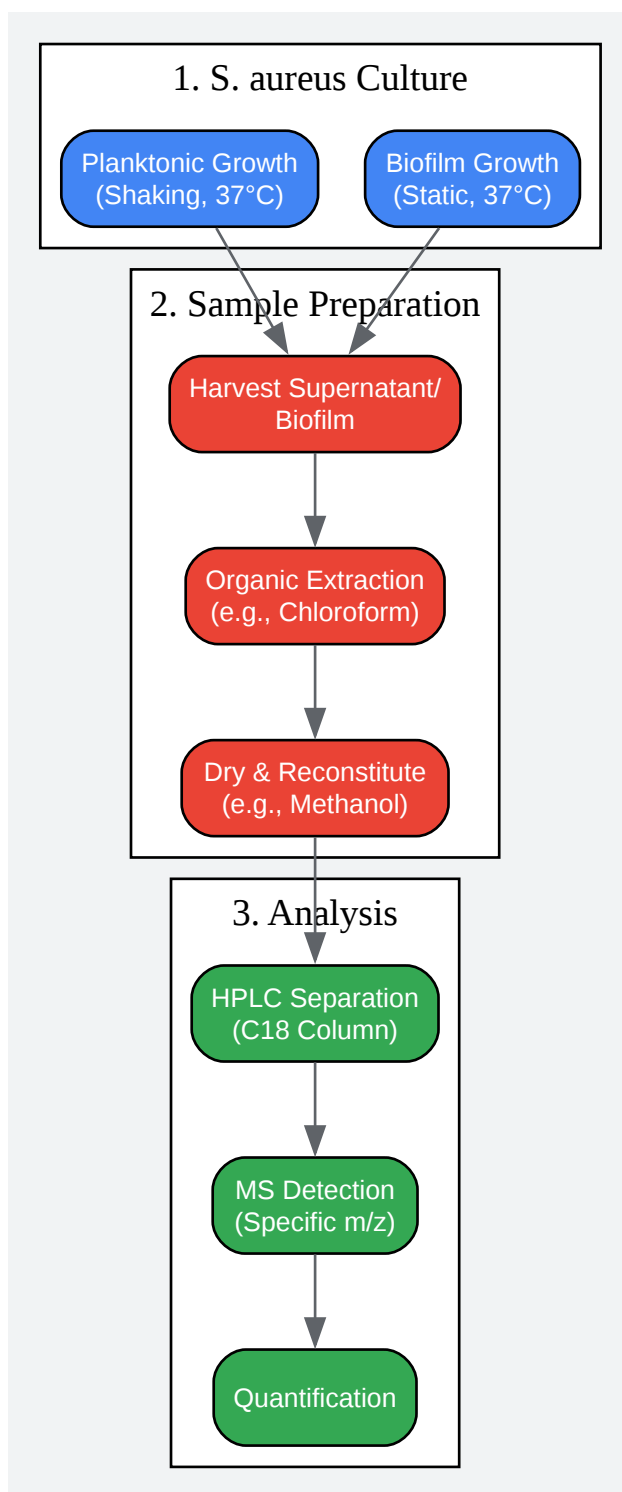 1. S. aureus Culture
Planktonic Growth
(Shaking, 37°C)
Biofilm Growth
(Static, 37°C)
2. Sample Preparation
Harvest Supernatant/
Biofilm
Organic Extraction
(e.g., Chloroform)
Dry & Reconstitute
(e.g., Methanol)
3. Analysis
HPLC Separation
(C18 Column)
MS Detection
(Specific m/z)
Quantification